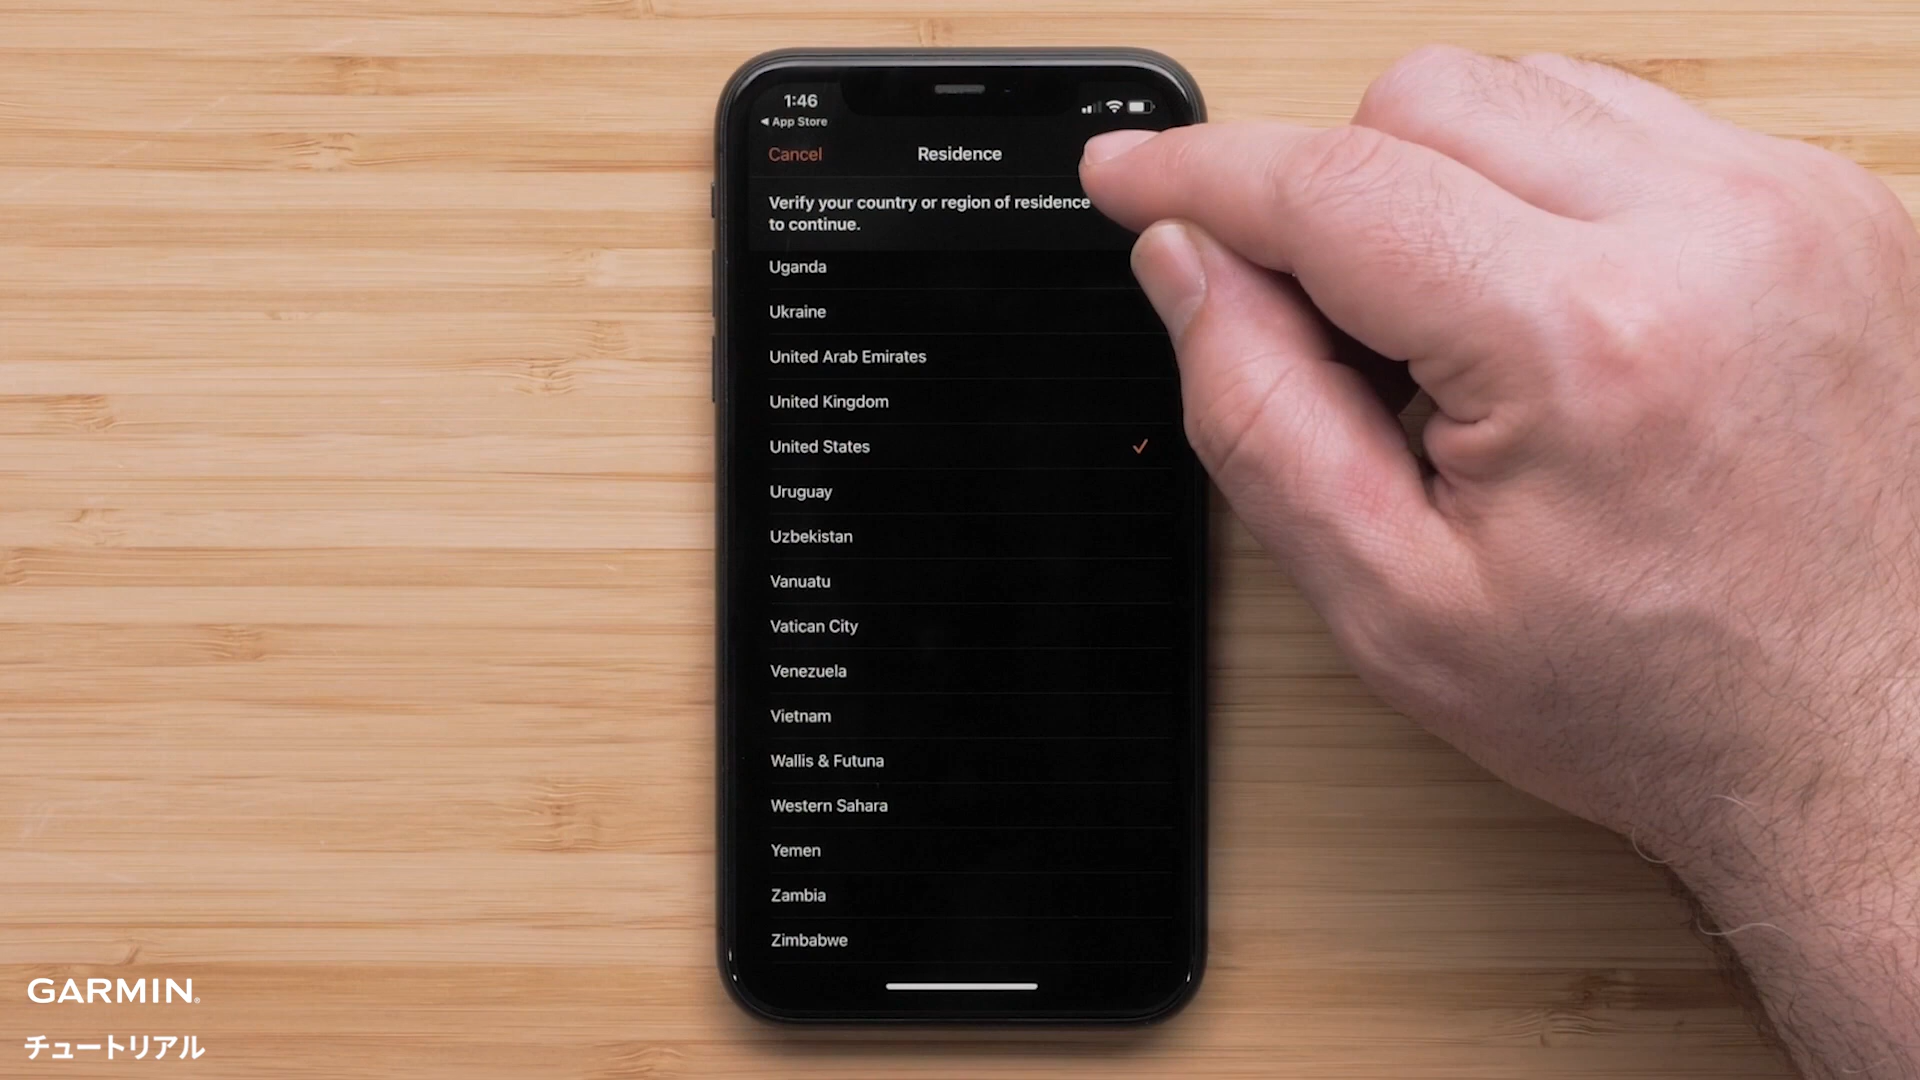 1:46
◀ App Store
Cancel
Residence
Verify your country or region of residence
to continue.
Uganda
Ukraine
United Arab Emirates
United Kingdom
United States
Uruguay
Uzbekistan
Vanuatu
Vatican City
Venezuela
Vietnam
Wallis & Futuna
Western Sahara
Yemen
Zambia
Zimbabwe
GARMIN®
チュートリアル